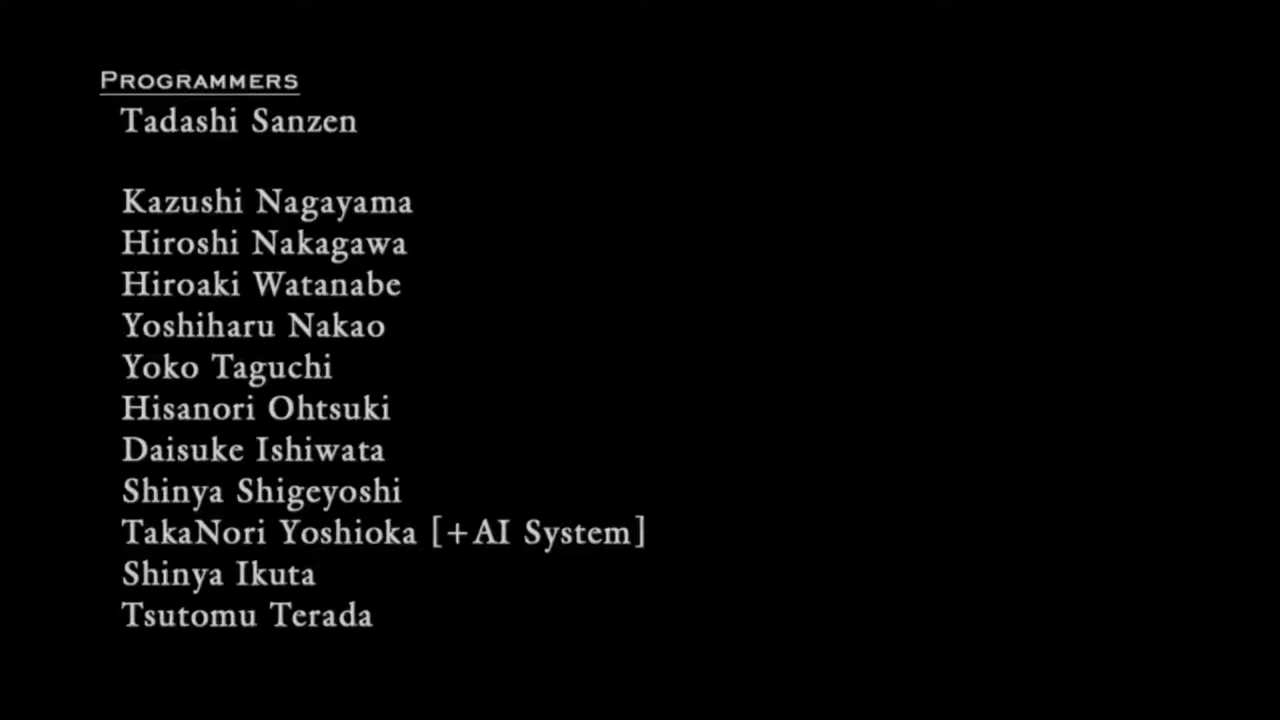 Programmers
Tadashi Sanzen
Kazushi Nagayama
Hiroshi Nakagawa
Hiroaki Watanabe
Yoshiharu Nakao
Yoko Taguchi
Hisanori Ohtsuki
Daisuke Ishiwata
Shinya Shigeyoshi
TakaNori Yoshioka [+AI System]
Shinya Ikuta
Tsutomu Terada